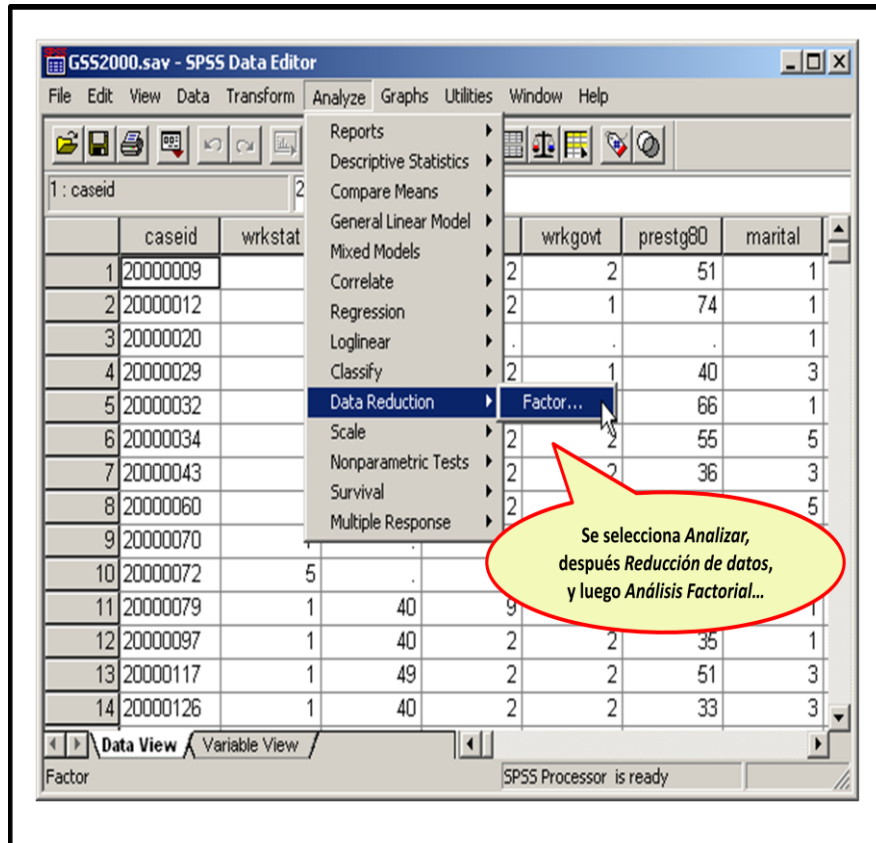 GSS2000.sav - SPSS Data Editor
File Edit View Data Transform Analyze Graphs Utilities Window Help
1 : caseid 2
caseid wrkstat wrkgovt prestg80 marital
1 20000009 2 2 51 1
2 20000012 2 1 74 1
3 20000020 . . . 1
4 20000029 2 1 40 3
5 20000032 66 1
6 20000034 2 2 55 5
7 20000043 2 2 36 3
8 20000060 2 5
9 20000070 1 .
10 20000072 5 .
11 20000079 1 40 9 1
12 20000097 1 40 2 2 35 1
13 20000117 1 49 2 2 51 3
14 20000126 1 40 2 2 33 3
Reports
Descriptive Statistics
Compare Means
General Linear Model
Mixed Models
Correlate
Regression
Loglinear
Classify
Data Reduction
Scale
Nonparametric Tests
Survival
Multiple Response
Factor...
Se selecciona Analizar,
después Reducción de datos,
y luego Análisis Factorial...
Data View Variable View
Factor SPSS Processor is ready